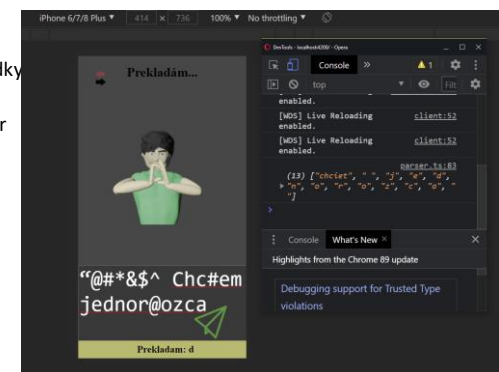 iPhone 6/7/8 Plus ▼ 414 × 736 100% ▼ No throttling ▼
dky
r
Prekladám...
“@#*&$^ Chc#em
jednor@ozca
Prekladam: d
DevTools - localhost:4200/ - Opera
Console » 1
top ▼ Filt
enabled.
[WDS] Live Reloading client:52
enabled.
[WDS] Live Reloading client:52
enabled.
parser.ts:83
(13) ["chciet", " ", "j", "e", "d",
"n", "o", "r", "o", "z", "c", "a", "
"]
>
Console What's New ×
Highlights from the Chrome 89 update
Debugging support for Trusted Type
violations